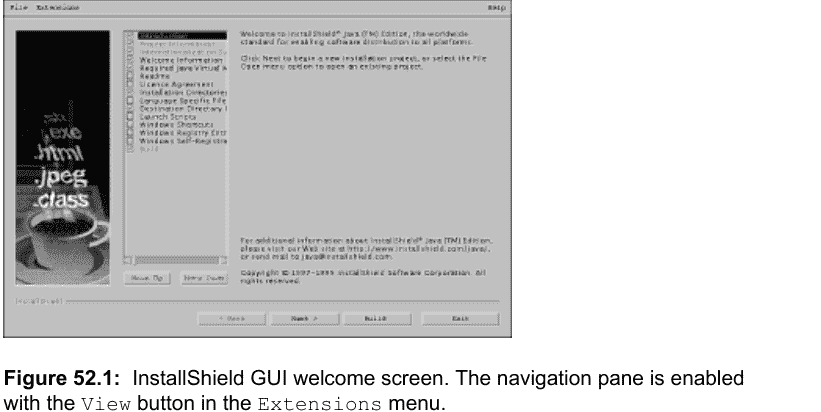 File Extensions Help
Welcome to InstallShield® Java (TM) Edition, the worldwide
standard for enabling software distribution to all platforms.
Click Next to begin a new installation project, or select the File
Open menu option to open an existing project.
Welcome Information
Required Java Virtual M
Readme
License Agreement
Installation Directories
Language Specific File
Destination Directory
Launch Scripts
Windows Shortcuts
Windows Registry Entr
Windows Self-Registra
Build
.exe
.html
.jpeg
.class
For additional information about InstallShield® Java (TM) Edition,
please visit our Web site at http://www.installshield.com/java/,
or send mail to java@installshield.com.
Copyright © 1997-1999 InstallShield Software Corporation. All
rights reserved.
Move Up Move Down
InstallShield
< Back Next > Build Exit
Figure 52.1: InstallShield GUI welcome screen. The navigation pane is enabled
with the View button in the Extensions menu.